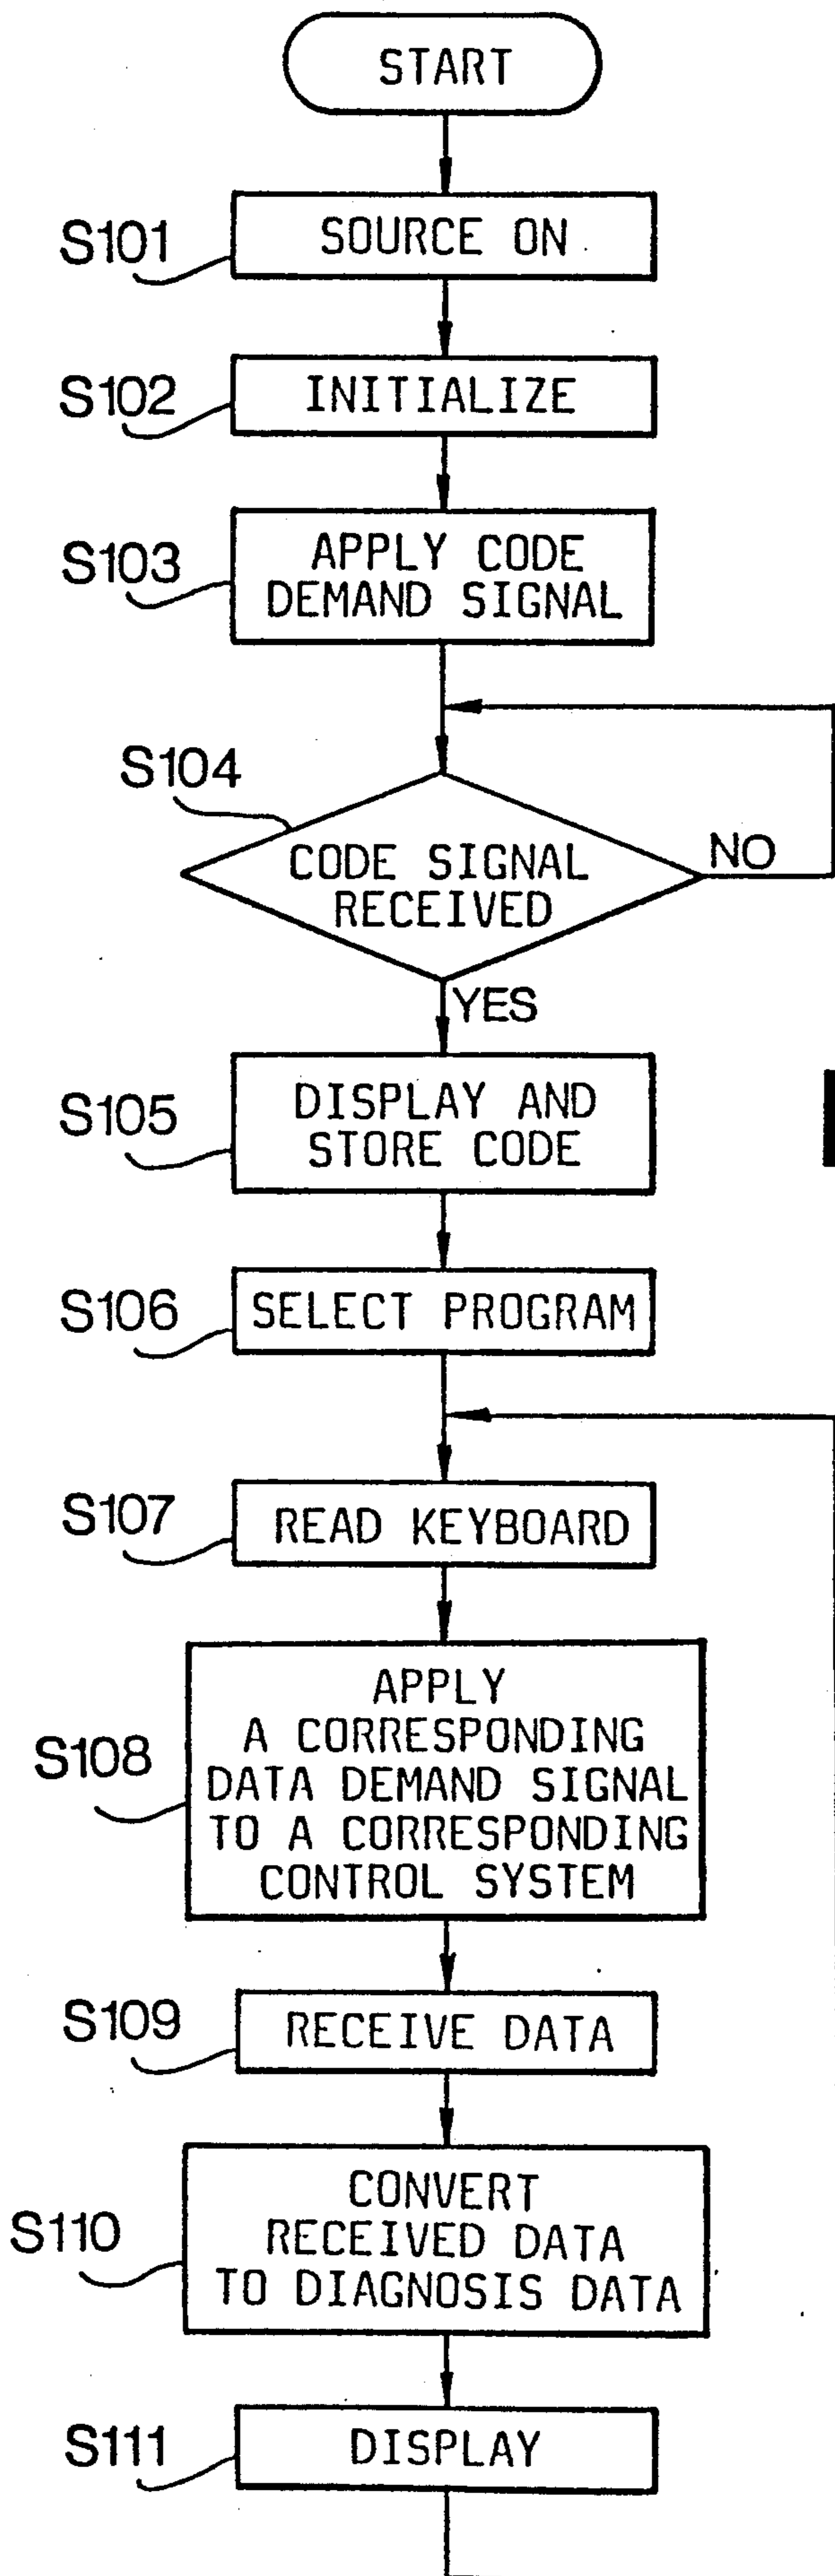 START
S101
SOURCE ON
S102
INITIALIZE
S103
APPLY CODE
DEMAND SIGNAL
S104
CODE SIGNAL
RECEIVED
NO
YES
S105
DISPLAY AND
STORE CODE
S106
SELECT PROGRAM
S107
READ KEYBOARD
S108
APPLY
A CORRESPONDING
DATA DEMAND SIGNAL
TO A CORRESPONDING
CONTROL SYSTEM
S109
RECEIVE DATA
S110
CONVERT
RECEIVED DATA
TO DIAGNOSIS DATA
S111
DISPLAY